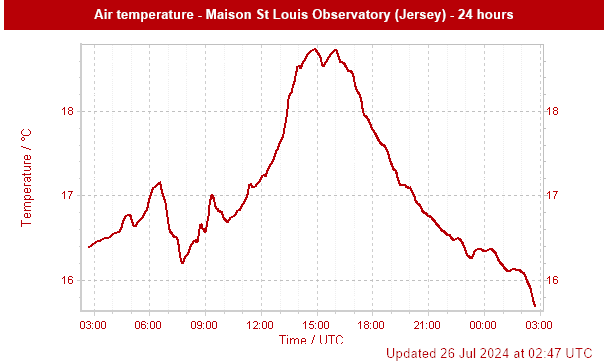 Air temperature - Maison St Louis Observatory (Jersey) - 24 hours
Temperature / °C
18 18
17 17
16 16
03:00 06:00 09:00 12:00 15:00 18:00 21:00 00:00 03:00
Time / UTC
Updated 26 Jul 2024 at 02:47 UTC